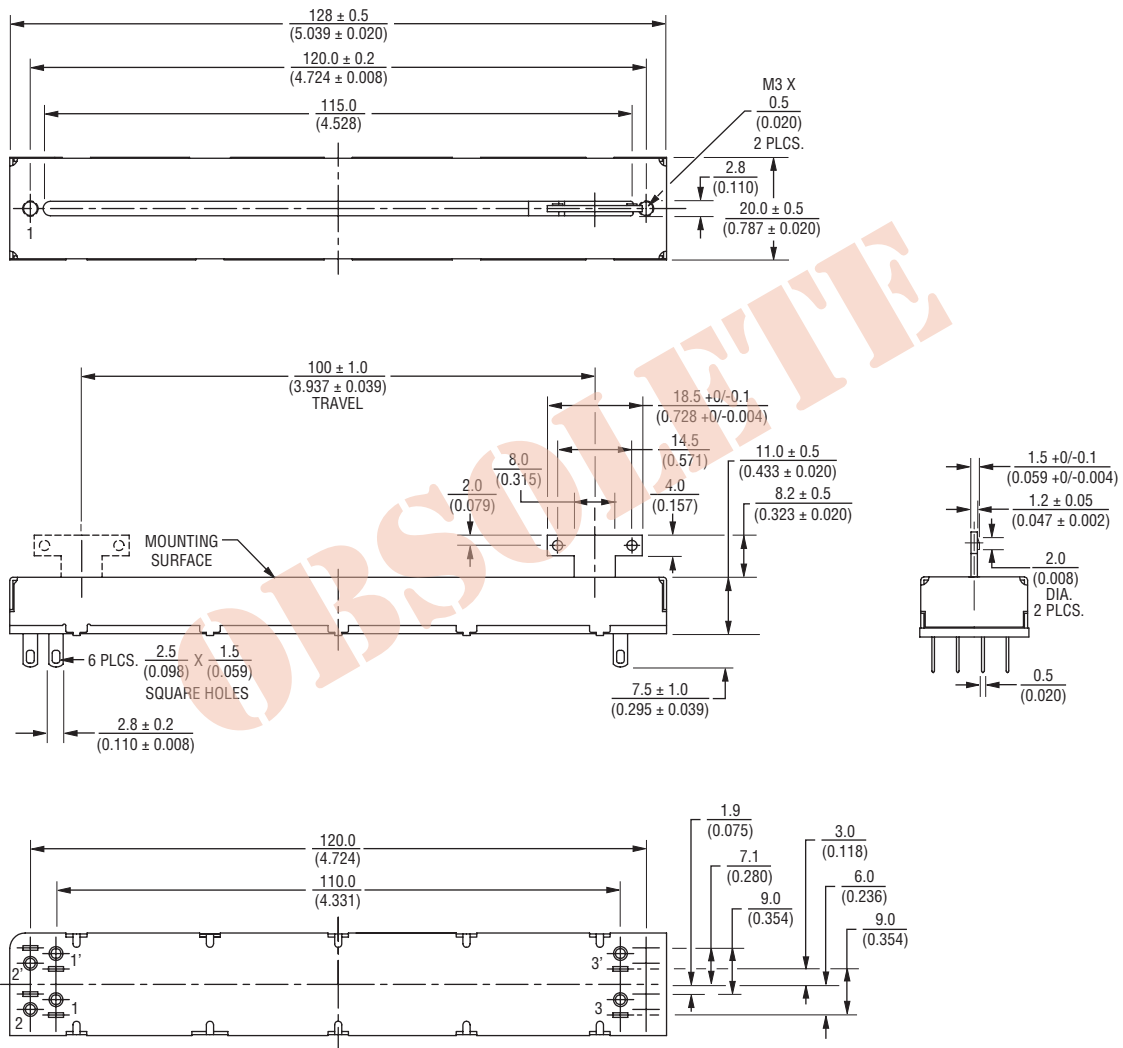 128 ± 0.5
(5.039 ± 0.020)
120.0 ± 0.2
(4.724 ± 0.008)
115.0
(4.528)
M3 X
0.5
(0.020)
2 PLCS.
2.8
(0.110)
20.0 ± 0.5
(0.787 ± 0.020)
1
100 ± 1.0
(3.937 ± 0.039)
TRAVEL
18.5 +0/-0.1
(0.728 +0/-0.004)
14.5
(0.571)
8.0
(0.315)
2.0
(0.079)
4.0
(0.157)
11.0 ± 0.5
(0.433 ± 0.020)
8.2 ± 0.5
(0.323 ± 0.020)
MOUNTING
SURFACE
6 PLCS. 2.5 X 1.5
(0.098) (0.059)
SQUARE HOLES
2.8 ± 0.2
(0.110 ± 0.008)
7.5 ± 1.0
(0.295 ± 0.039)
1.5 +0/-0.1
(0.059 +0/-0.004)
1.2 ± 0.05
(0.047 ± 0.002)
2.0
(0.008)
DIA.
2 PLCS.
0.5
(0.020)
OBSOLETE
120.0
(4.724)
110.0
(4.331)
1.9
(0.075)
7.1
(0.280)
9.0
(0.354)
3.0
(0.118)
6.0
(0.236)
9.0
(0.354)
2'
1'
3'
2
1
3